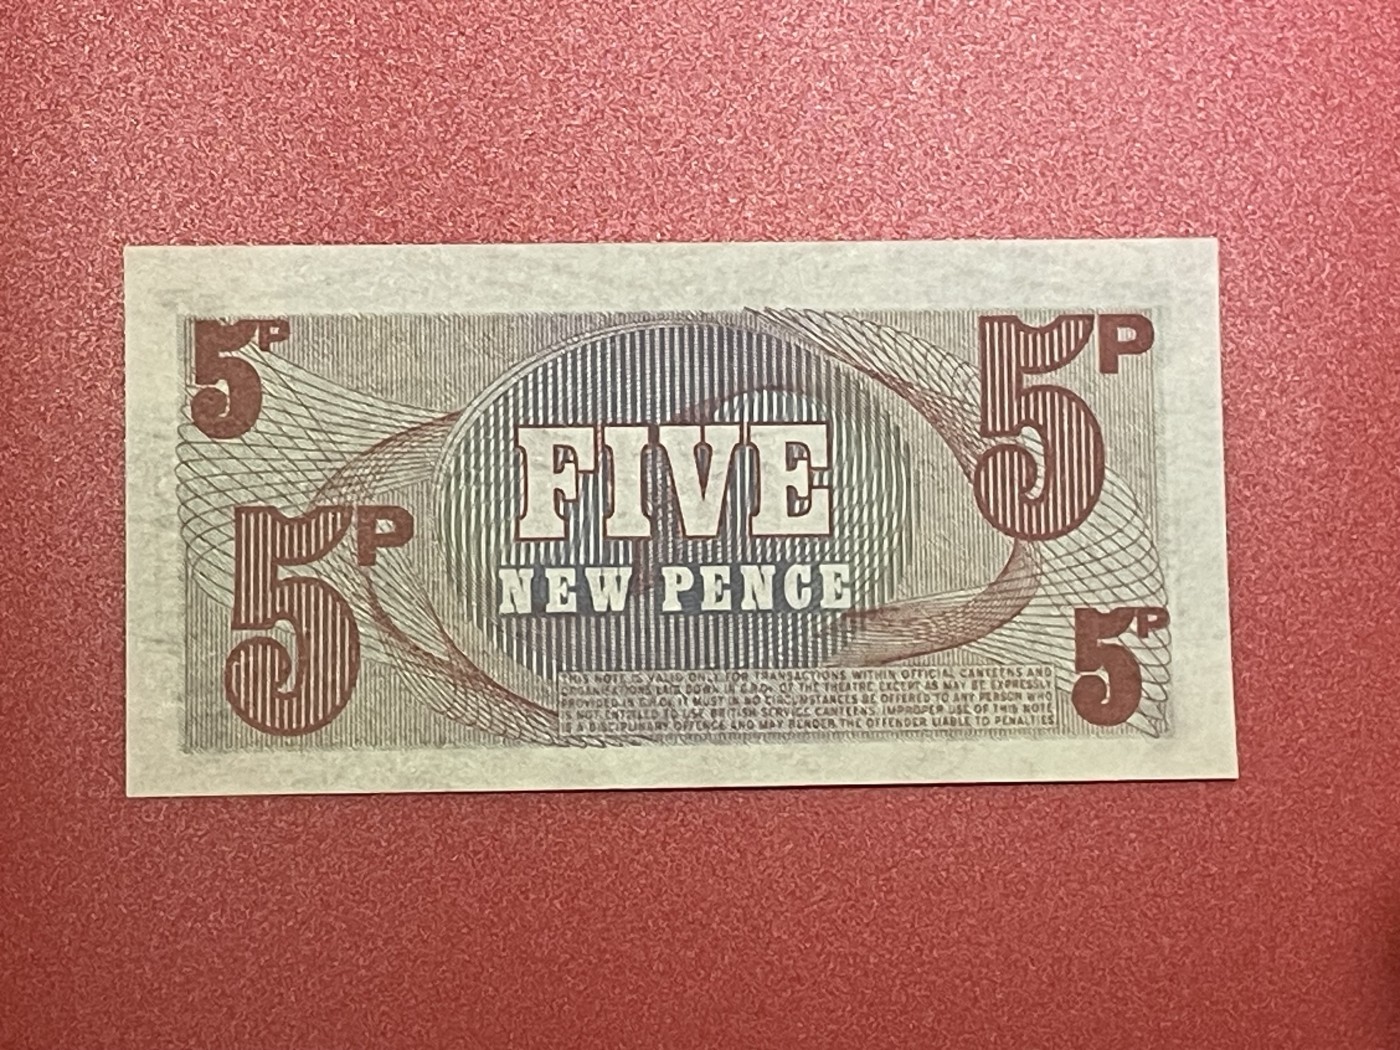 5P
5P
FIVE
5P
NEW PENCE
5P
THIS NOTE IS VALID ONLY FOR TRANSACTIONS WITHIN OFFICIAL CANTEENS AND
ORGANISATIONS LAID DOWN IN G.R.Os OF THE THEATRE EXCEPT AS MAY BE EXPRESSLY
PROVIDED IN G.R.Os. IT MUST IN NO CIRCUMSTANCES BE OFFERED TO ANY PERSON WHO
IS NOT ENTITLED TO USE BRITISH SERVICE CANTEENS. IMPROPER USE OF THIS NOTE
IS A DISCIPLINARY OFFENCE AND MAY RENDER THE OFFENDER LIABLE TO PENALTIES